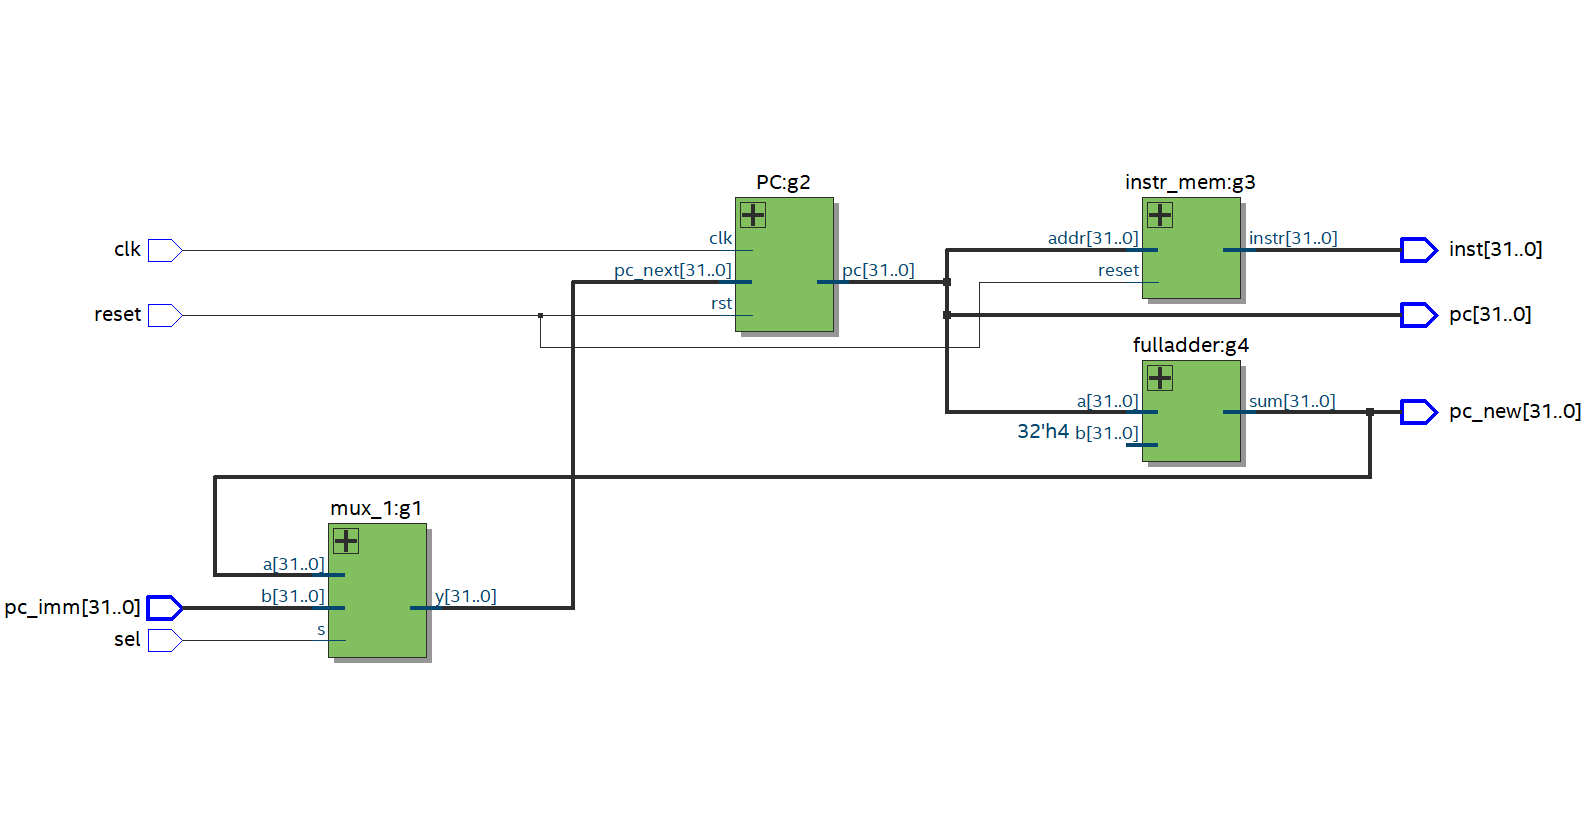 PC:g2
instr_mem:g3
clk
clk
addr[31..0]
instr[31..0]
inst[31..0]
pc_next[31..0]
pc[31..0]
reset
reset
rst
pc[31..0]
fulladder:g4
a[31..0]
sum[31..0]
pc_new[31..0]
32'h4
b[31..0]
mux_1:g1
a[31..0]
pc_imm[31..0]
b[31..0]
y[31..0]
sel
s